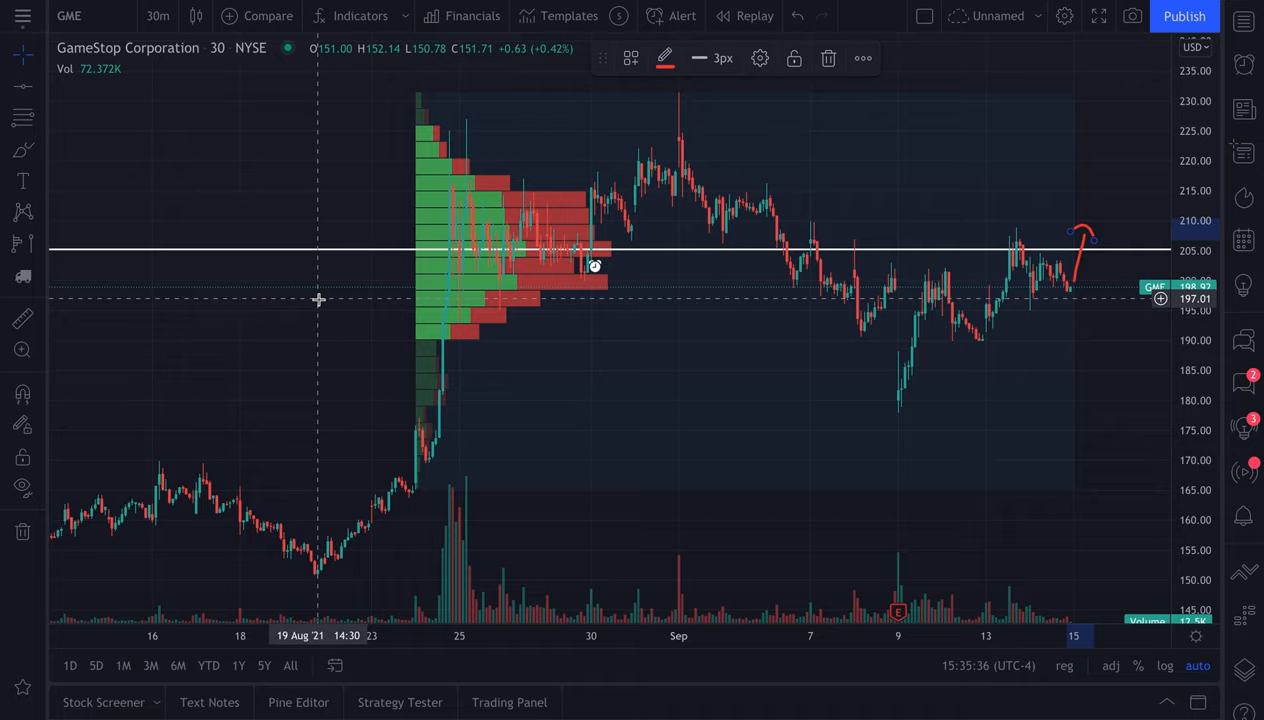 GME 30m Compare Indicators Financials Templates S Alert Replay Unnamed Publish
GameStop Corporation · 30 · NYSE O151.00 H152.14 L150.78 C151.71 +0.63 (+0.42%)
Vol 72.372K
3px
USD
235.00
230.00
225.00
220.00
215.00
210.00
205.00
GME 198.92
197.01
195.00
190.00
185.00
180.00
175.00
170.00
165.00
160.00
155.00
150.00
145.00
2
3
E
Volume 17.5K
16 18 19 Aug '21 14:30 23 25 30 Sep 7 9 13 15
1D 5D 1M 3M 6M YTD 1Y 5Y All 15:35:36 (UTC-4) reg adj % log auto
Stock Screener Text Notes Pine Editor Strategy Tester Trading Panel